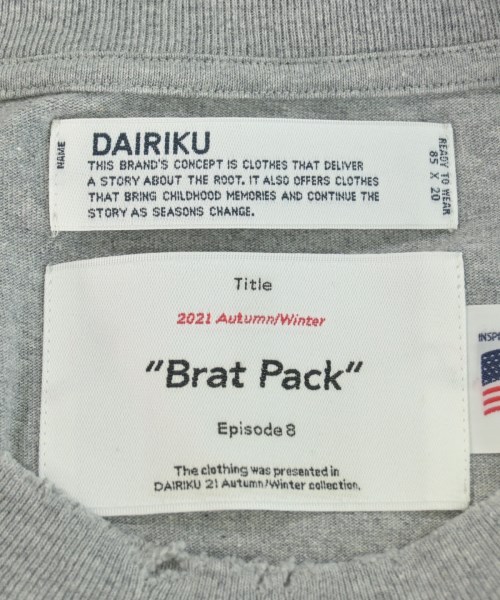 NAME
DAIRIKU
THIS BRAND'S CONCEPT IS CLOTHES THAT DELIVER
A STORY ABOUT THE ROOT. IT ALSO OFFERS CLOTHES
THAT BRING CHILDHOOD MEMORIES AND CONTINUE THE
STORY AS SEASONS CHANGE.
READY TO WEAR
85 X 20
Title
2021 Autumn/Winter
"Brat Pack"
Episode 8
The clothing was presented in
DAIRIKU 21 Autumn/Winter collection.